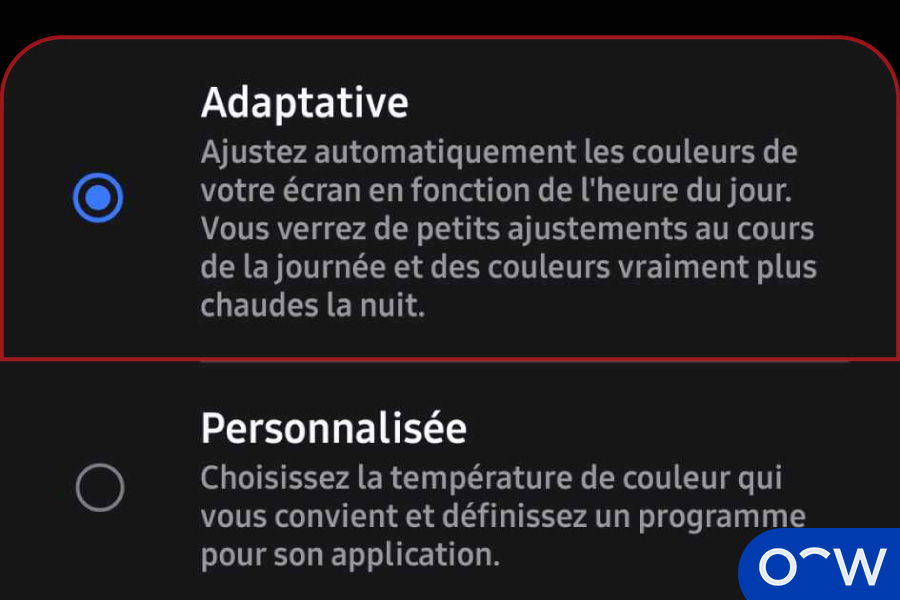 Adaptative
Ajustez automatiquement les couleurs de
votre écran en fonction de l'heure du jour.
Vous verrez de petits ajustements au cours
de la journée et des couleurs vraiment plus
chaudes la nuit.
Personnalisée
Choisissez la température de couleur qui
vous convient et définissez un programme
pour son application.